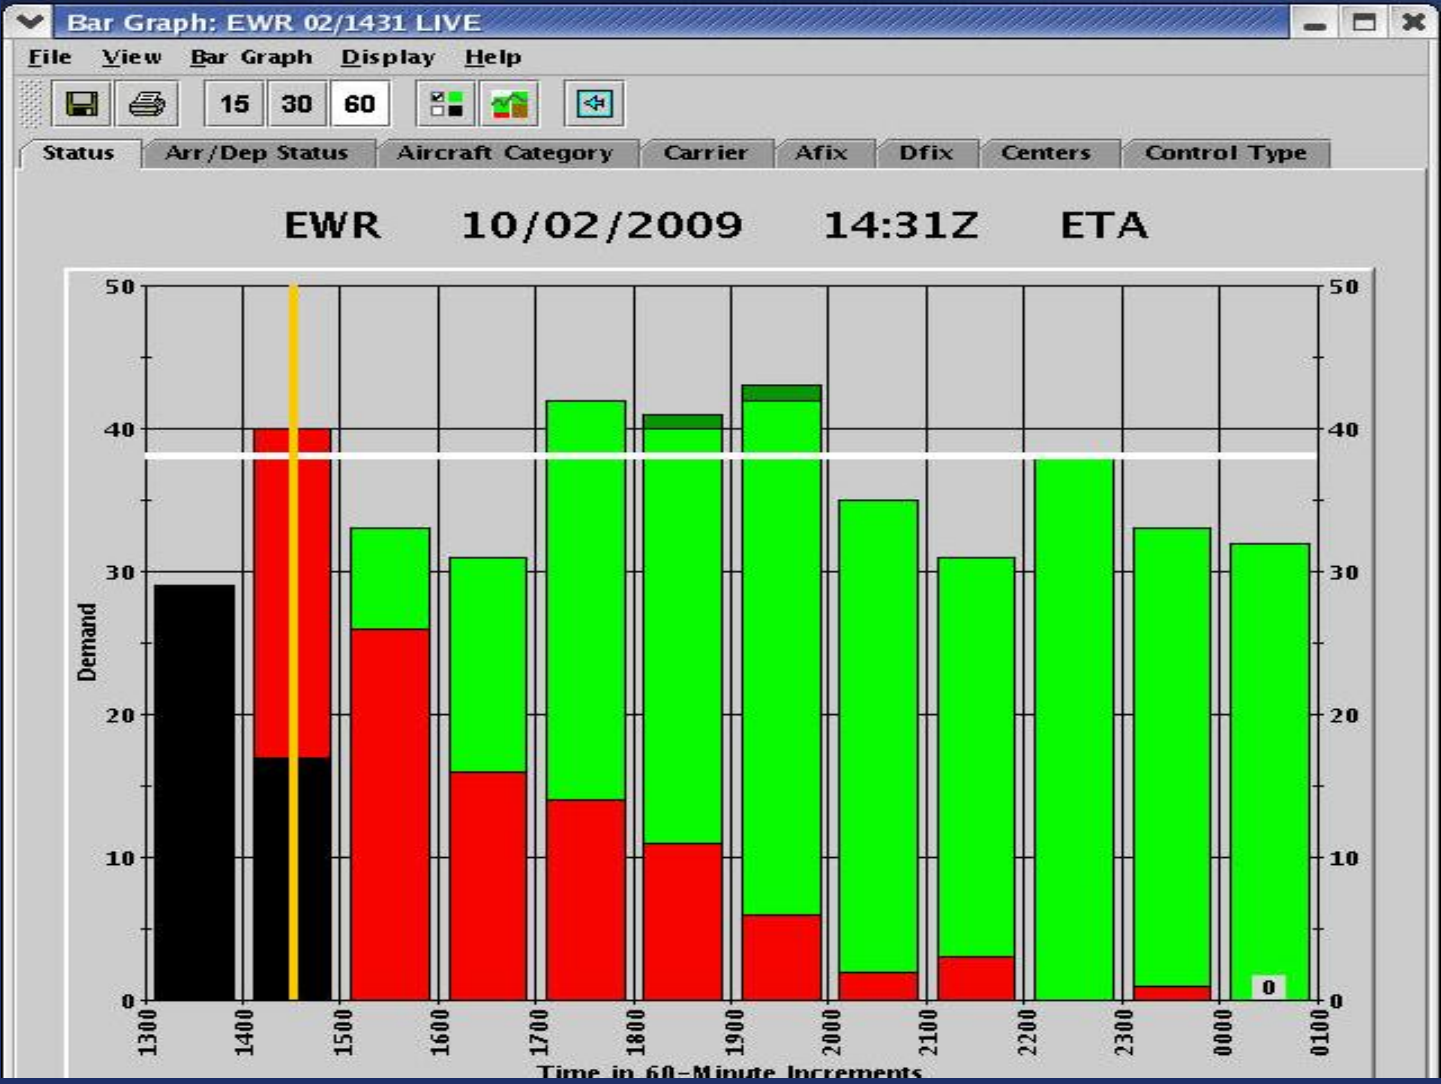 Bar Graph: EWR 02/1431 LIVE
File View Bar Graph Display Help
15 30 60
Status Arr/Dep Status Aircraft Category Carrier Afix Dfix Centers Control Type
EWR 10/02/2009 14:31Z ETA
50 50
40 40
30 30
Demand
20 20
10 10
0
0 0
1300 1400 1500 1600 1700 1800 1900 2000 2100 2200 2300 0000 0100
Time in 60-Minute Increments